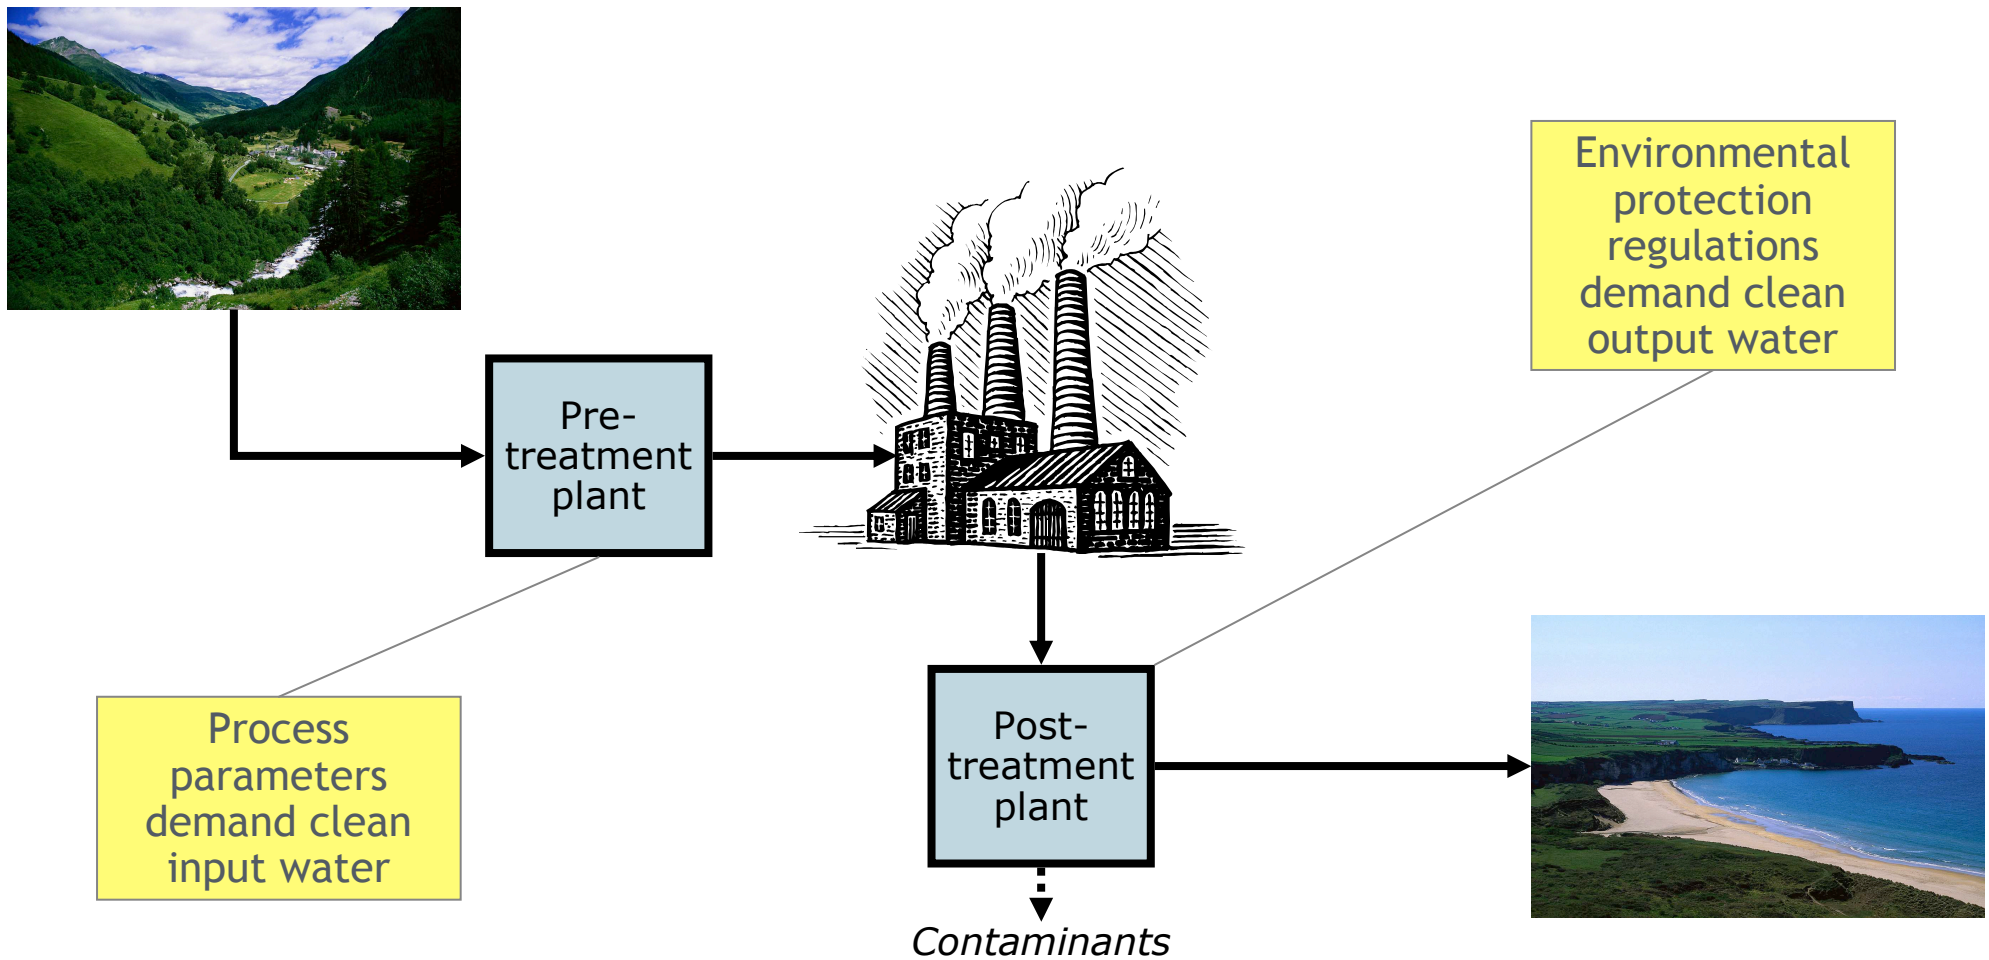 Environmental
protection
regulations
demand clean
output water
Pre-
treatment
plant
Process
parameters
demand clean
input water
Post-
treatment
plant
Contaminants